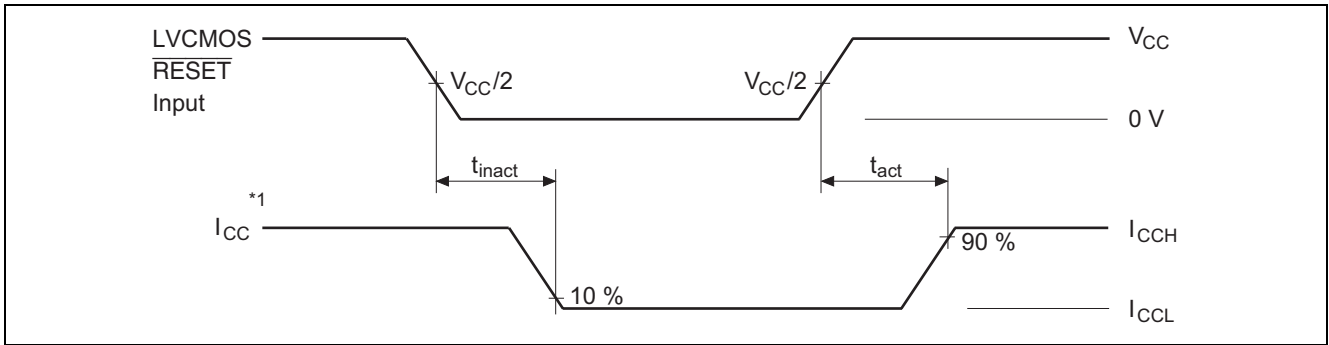 LVCMOS
RESET
Input
VCC/2
VCC/2
VCC
0 V
tinact
tact
*1
ICC
10 %
90 %
ICCH
ICCL